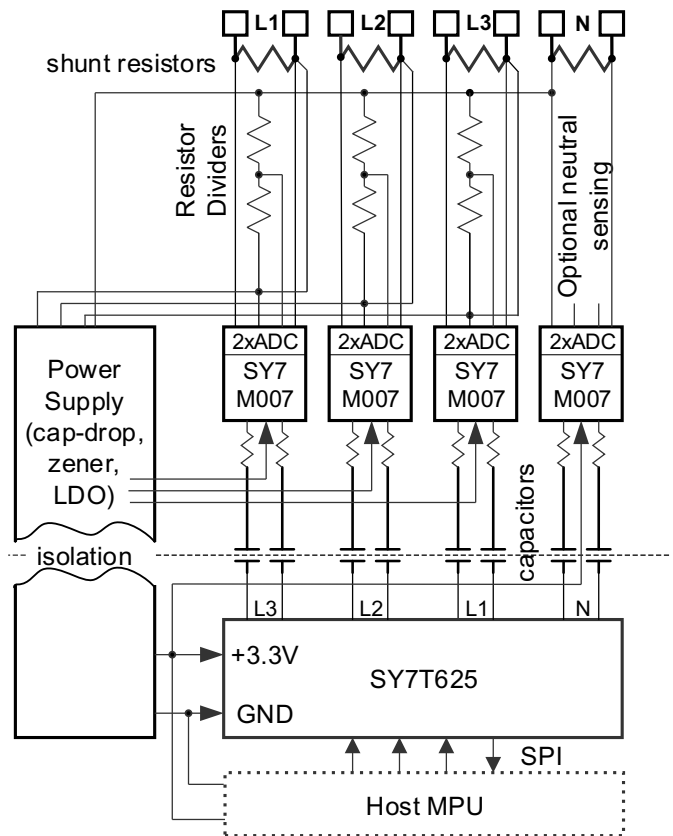 L1
L2
L3
N
shunt resistors
Resistor
Dividers
Optional neutral
sensing
2xADC
SY7
M007
2xADC
SY7
M007
2xADC
SY7
M007
2xADC
SY7
M007
Power
Supply
(cap-drop,
zener,
LDO)
capacitors
isolation
L3
L2
L1
N
+3.3V
SY7T625
GND
SPI
Host MPU